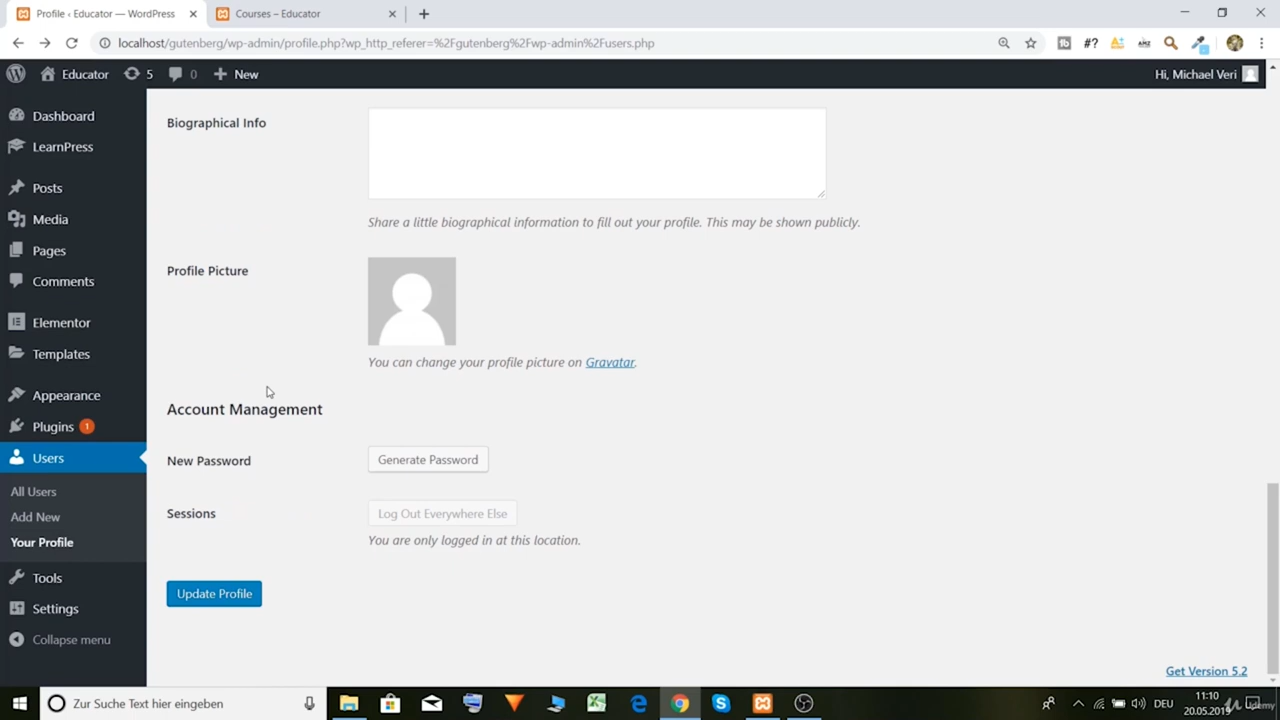 Profile ‹ Educator — WordPress
Courses – Educator
localhost/gutenberg/wp-admin/profile.php?wp_http_referer=%2Fgutenberg%2Fwp-admin%2Fusers.php
#?
Educator
5
0
New
Hi, Michael Veri
Dashboard
LearnPress
Posts
Media
Pages
Comments
Elementor
Templates
Appearance
Plugins 1
Users
All Users
Add New
Your Profile
Tools
Settings
Collapse menu
Biographical Info
Share a little biographical information to fill out your profile. This may be shown publicly.
Profile Picture
You can change your profile picture on Gravatar.
Account Management
New Password
Generate Password
Sessions
Log Out Everywhere Else
You are only logged in at this location.
Update Profile
Get Version 5.2
Zur Suche Text hier eingeben
DEU
11:10
20.05.2019
Udemy